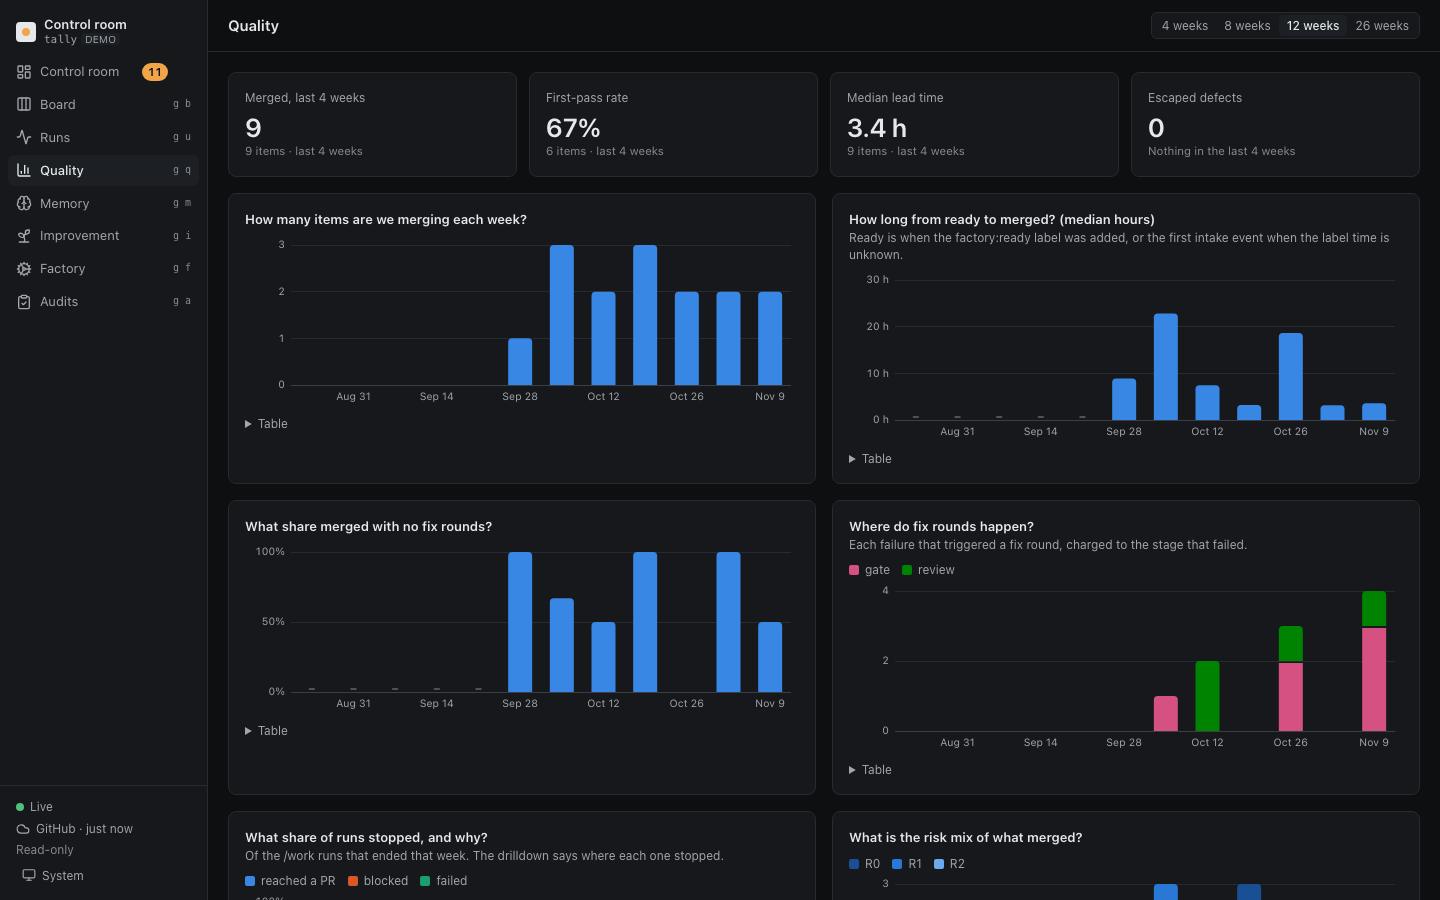 Control room
tally DEMO
Control room 11
Board g b
Runs g u
Quality g q
Memory g m
Improvement g i
Factory g f
Audits g a
Live
GitHub · just now
Read-only
System
Quality
4 weeks 8 weeks 12 weeks 26 weeks
Merged, last 4 weeks
9
9 items · last 4 weeks
First-pass rate
67%
6 items · last 4 weeks
Median lead time
3.4 h
9 items · last 4 weeks
Escaped defects
0
Nothing in the last 4 weeks
How many items are we merging each week?
3
2
1
0
Aug 31 Sep 14 Sep 28 Oct 12 Oct 26 Nov 9
Table
How long from ready to merged? (median hours)
Ready is when the factory:ready label was added, or the first intake event when the label time is
unknown.
30 h
20 h
10 h
0 h
Aug 31 Sep 14 Sep 28 Oct 12 Oct 26 Nov 9
Table
What share merged with no fix rounds?
100%
50%
0%
Aug 31 Sep 14 Sep 28 Oct 12 Oct 26 Nov 9
Table
Where do fix rounds happen?
Each failure that triggered a fix round, charged to the stage that failed.
gate review
4
2
0
Aug 31 Sep 14 Sep 28 Oct 12 Oct 26 Nov 9
Table
What share of runs stopped, and why?
Of the /work runs that ended that week. The drilldown says where each one stopped.
reached a PR blocked failed
100%
What is the risk mix of what merged?
R0 R1 R2
3